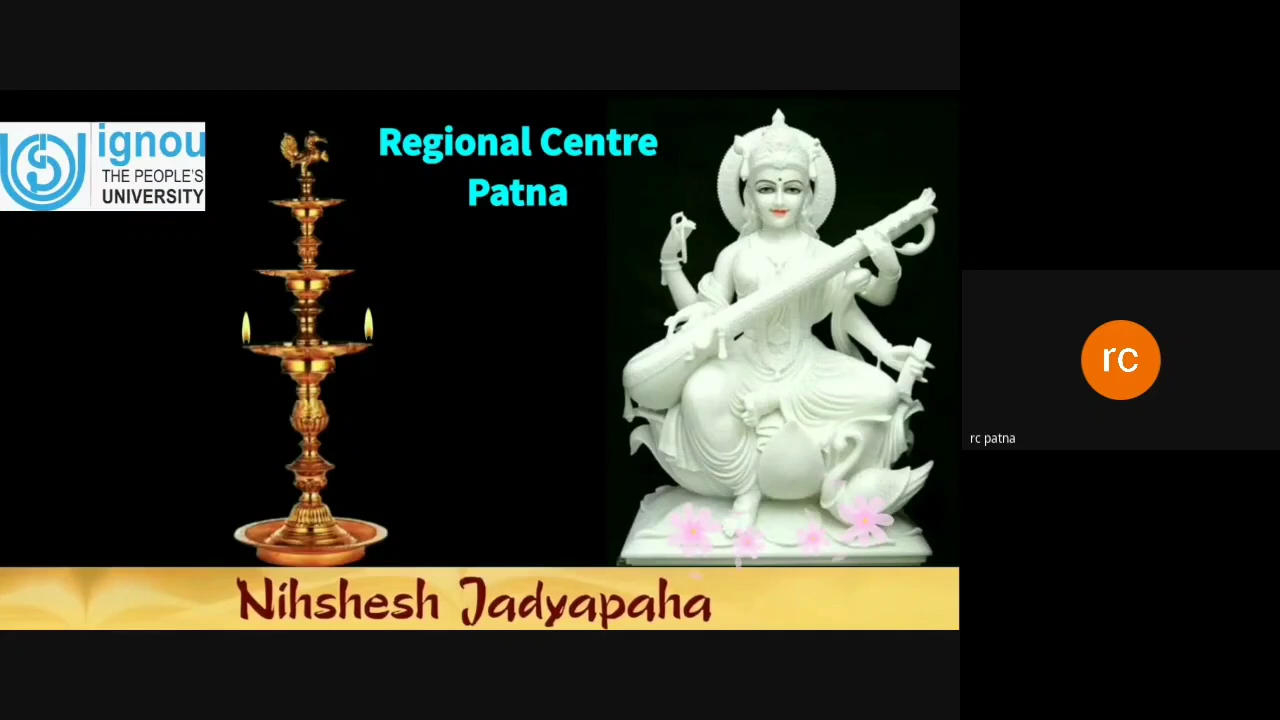 ignou
THE PEOPLE'S
UNIVERSITY
Regional Centre
Patna
Nihshesh Jadyapaha
rc
rc patna